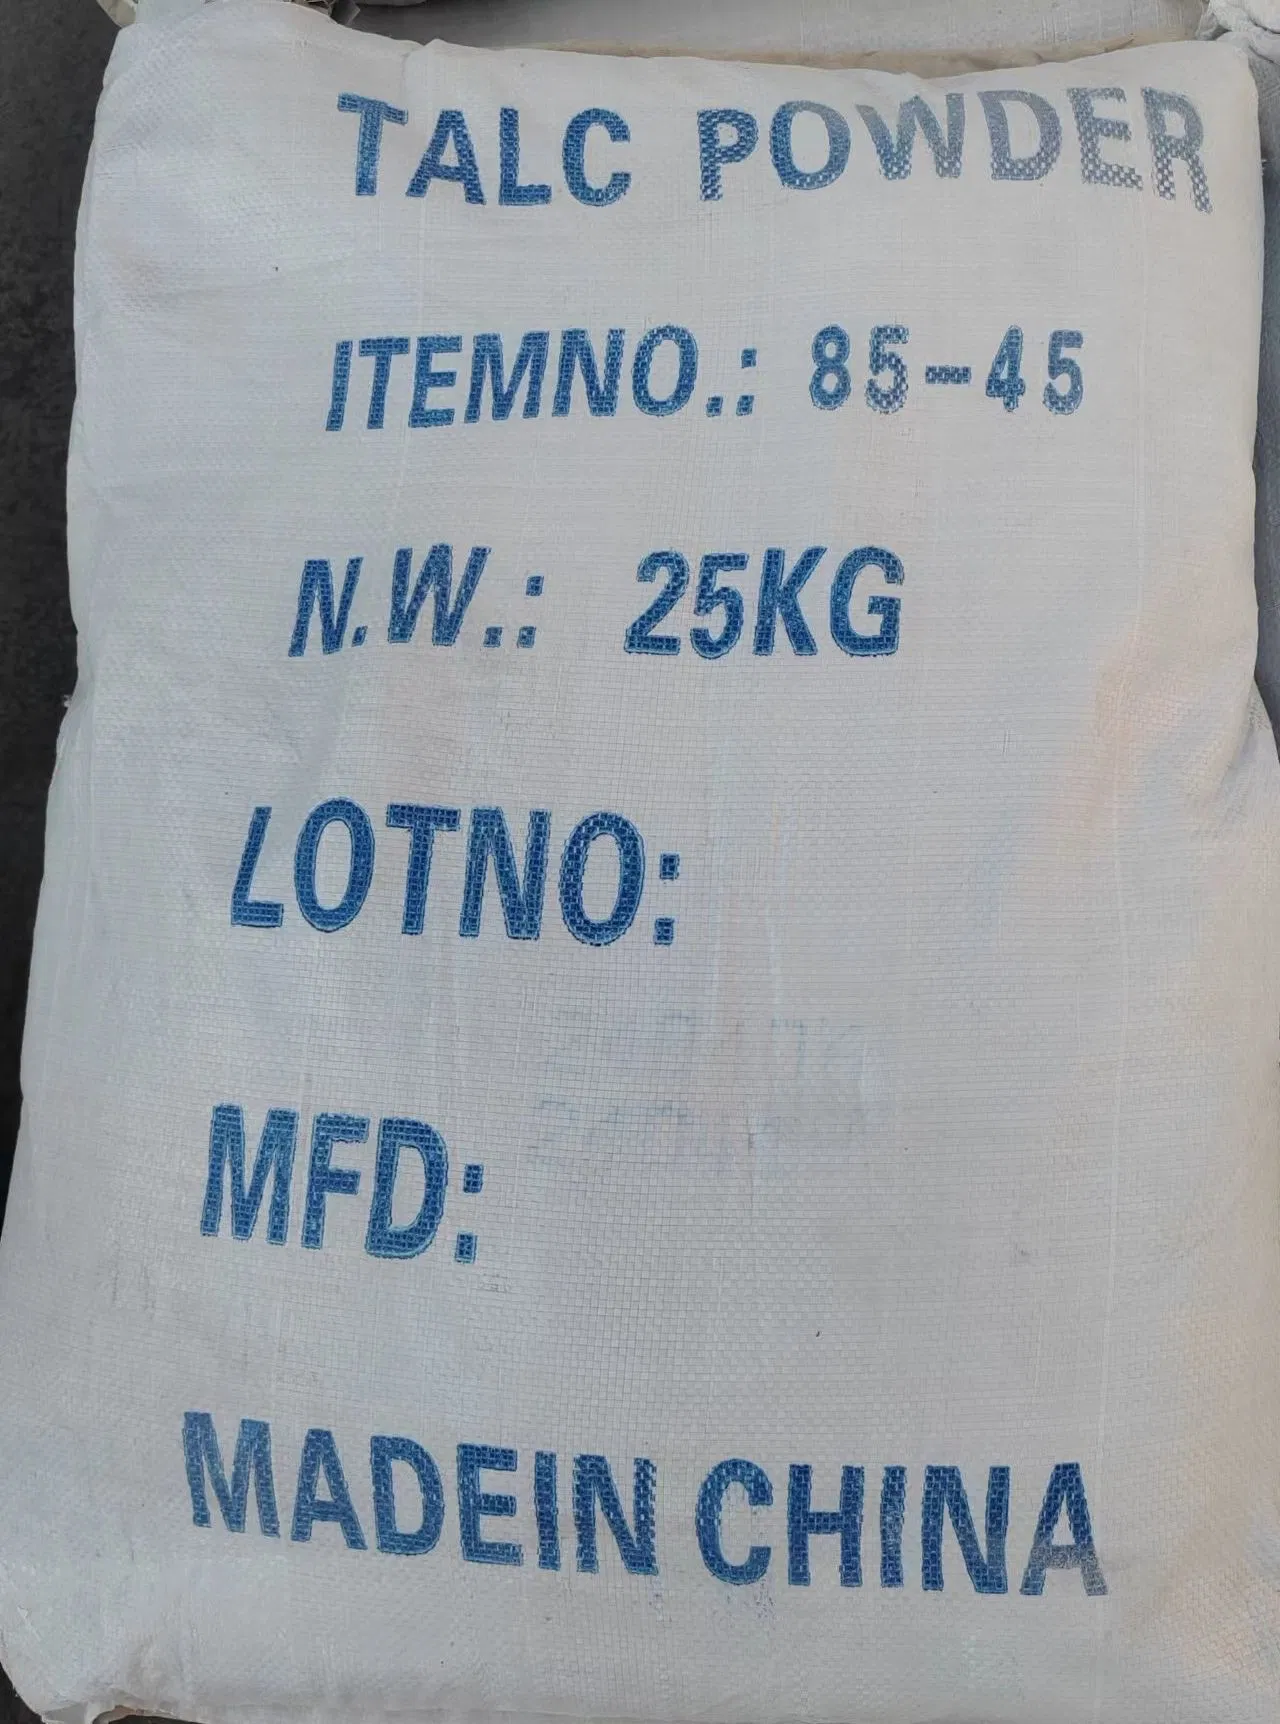 TALC POWDER
ITEMNO.: 85-45
N.W.: 25KG
LOTNO:
MFD:
MADEIN CHINA